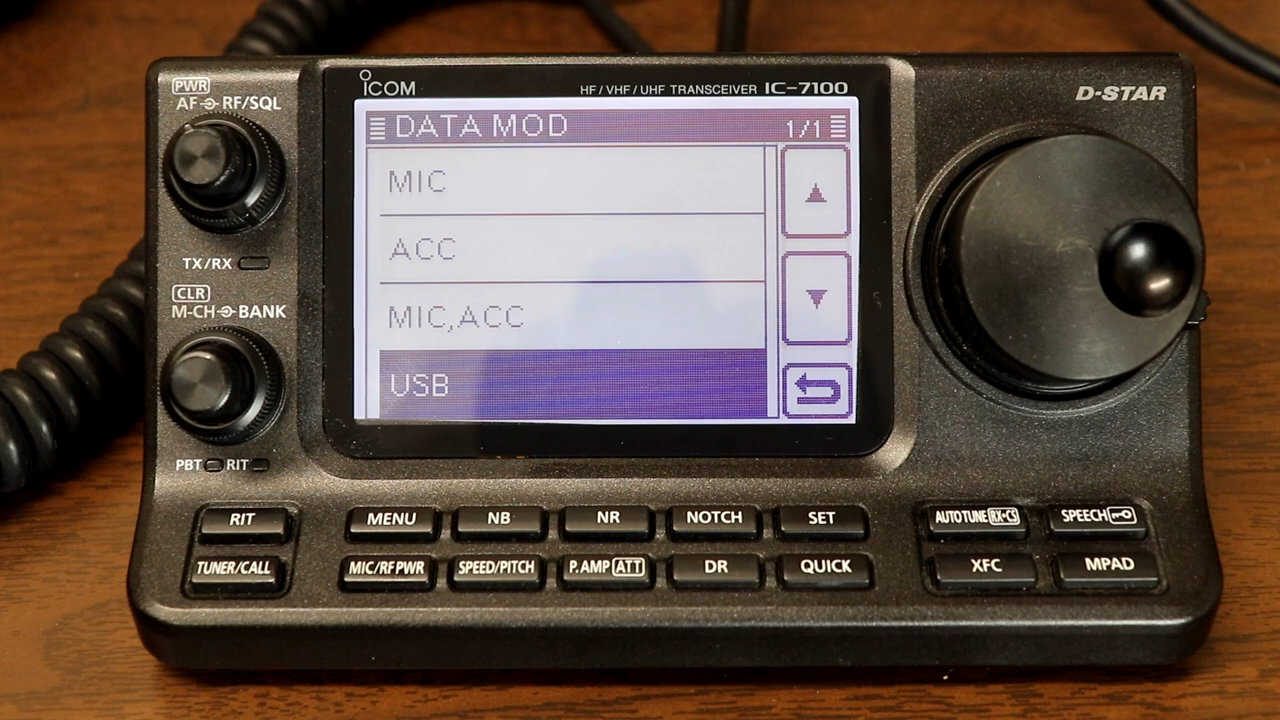 PWR
AF RF/SQL
ICOM
HF/VHF/UHF TRANSCEIVER IC-7100
D-STAR
DATA MOD 1/1
MIC
ACC
MIC,ACC
USB
TX/RX
CLR
M-CH BANK
PBT RIT
RIT MENU NB NR NOTCH SET AUTOTUNE RX→CS SPEECH
TUNER/CALL MIC/RF PWR SPEED/PITCH P.AMP ATT DR QUICK XFC MPAD